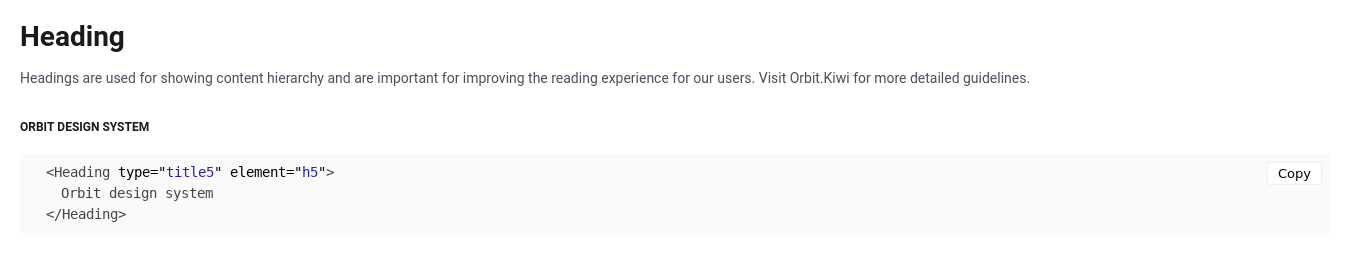 Heading
Headings are used for showing content hierarchy and are important for improving the reading experience for our users. Visit Orbit.Kiwi for more detailed guidelines.
ORBIT DESIGN SYSTEM
<Heading type="title5" element="h5">
  Orbit design system
</Heading>
Copy